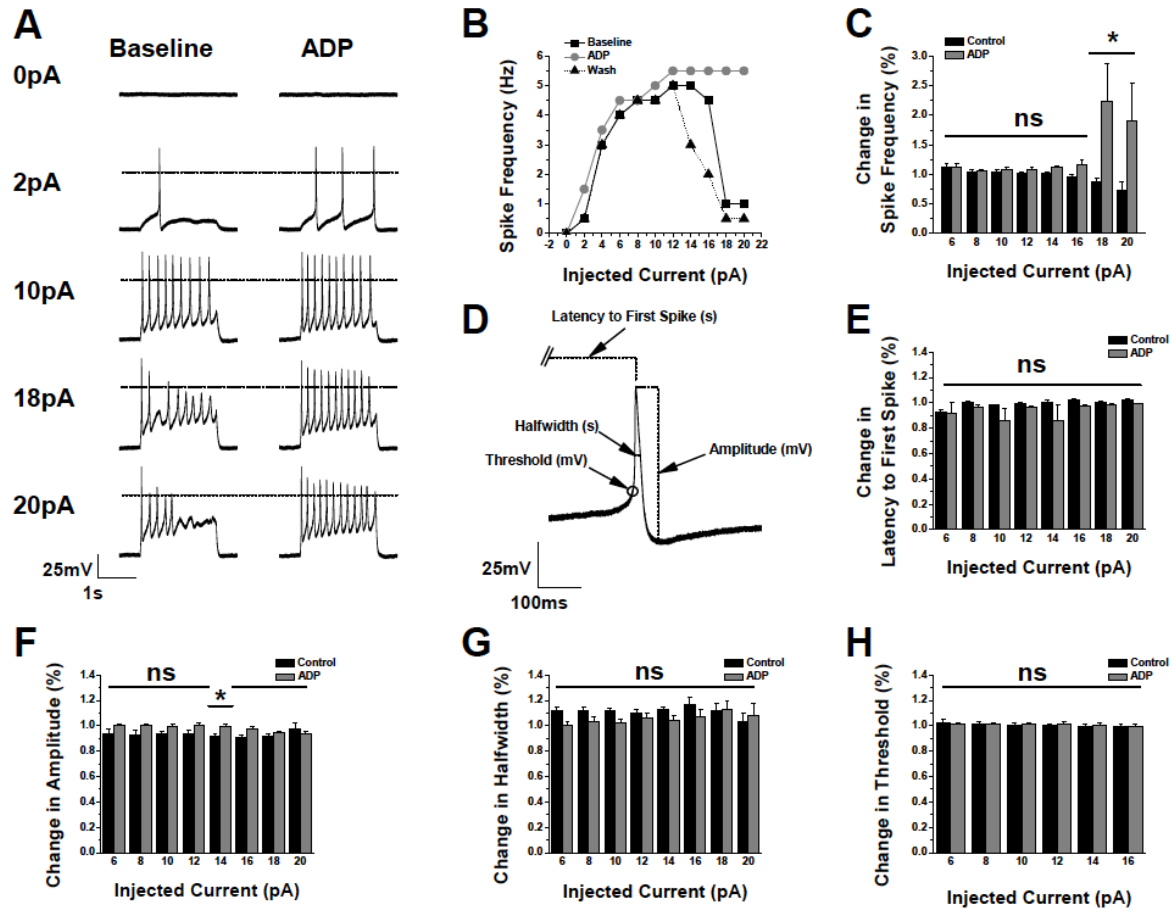 A
Baseline ADP
0pA
2pA
10pA
18pA
20pA
25mV
1s
B
Baseline
ADP
Wash
Spike Frequency (Hz)
6
5
4
3
2
1
0
-2 0 2 4 6 8 10 12 14 16 18 20 22
Injected Current (pA)
C
Control
ADP
*
ns
Change in
Spike Frequency (%)
3.0
2.5
2.0
1.5
1.0
0.5
0.0
6 8 10 12 14 16 18 20
Injected Current (pA)
D
Latency to First Spike (s)
Halfwidth (s)
Threshold (mV)
Amplitude (mV)
25mV
100ms
E
Control
ADP
ns
Change in
Latency to First Spike (%)
1.4
1.2
1.0
0.8
0.6
0.4
0.2
0.0
6 8 10 12 14 16 18 20
Injected Current (pA)
F
Control
ADP
ns
*
Change in Amplitude (%)
1.4
1.2
1.0
0.8
0.6
0.4
0.2
0.0
6 8 10 12 14 16 18 20
Injected Current (pA)
G
Control
ADP
ns
Change in Halfwidth (%)
1.4
1.2
1.0
0.8
0.6
0.4
0.2
0.0
6 8 10 12 14 16 18 20
Injected Current (pA)
H
Control
ADP
ns
Change in Threshold (%)
1.4
1.2
1.0
0.8
0.6
0.4
0.2
0.0
6 8 10 12 14 16
Injected Current (pA)